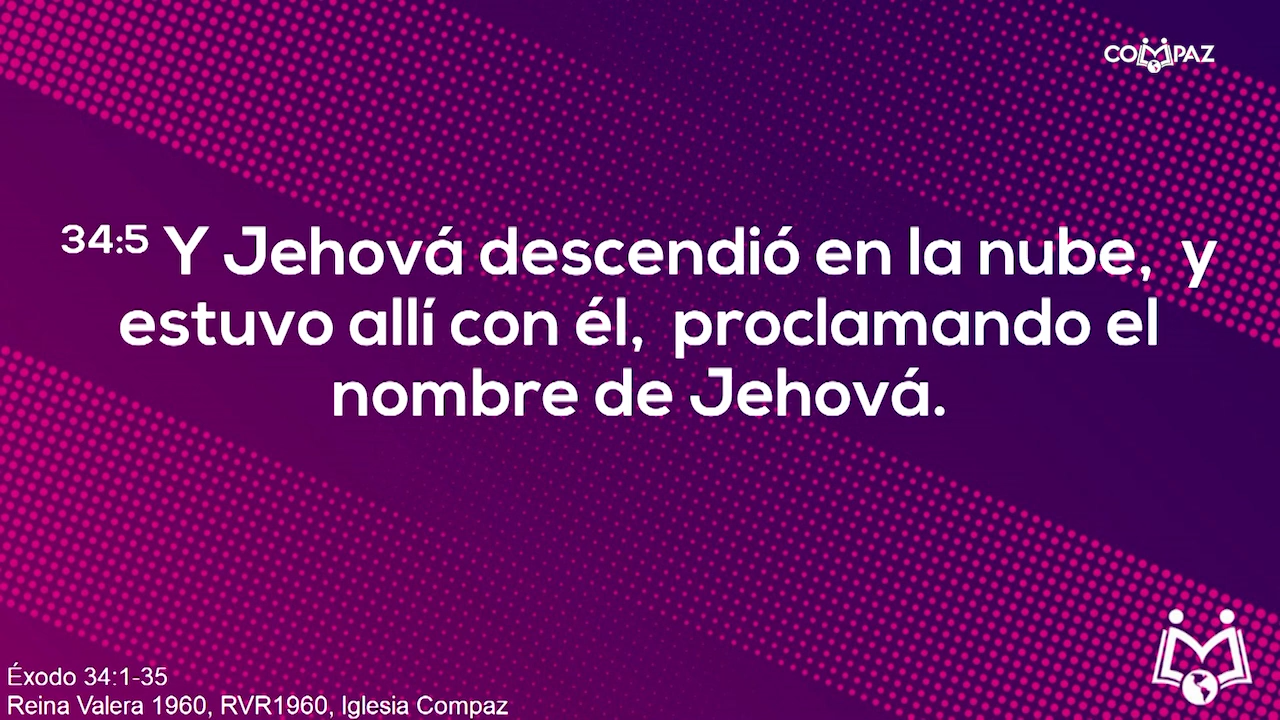 COMPAZ
34:5 Y Jehová descendió en la nube, y
estuvo allí con él, proclamando el
nombre de Jehová.
Éxodo 34:1-35
Reina Valera 1960, RVR1960, Iglesia Compaz